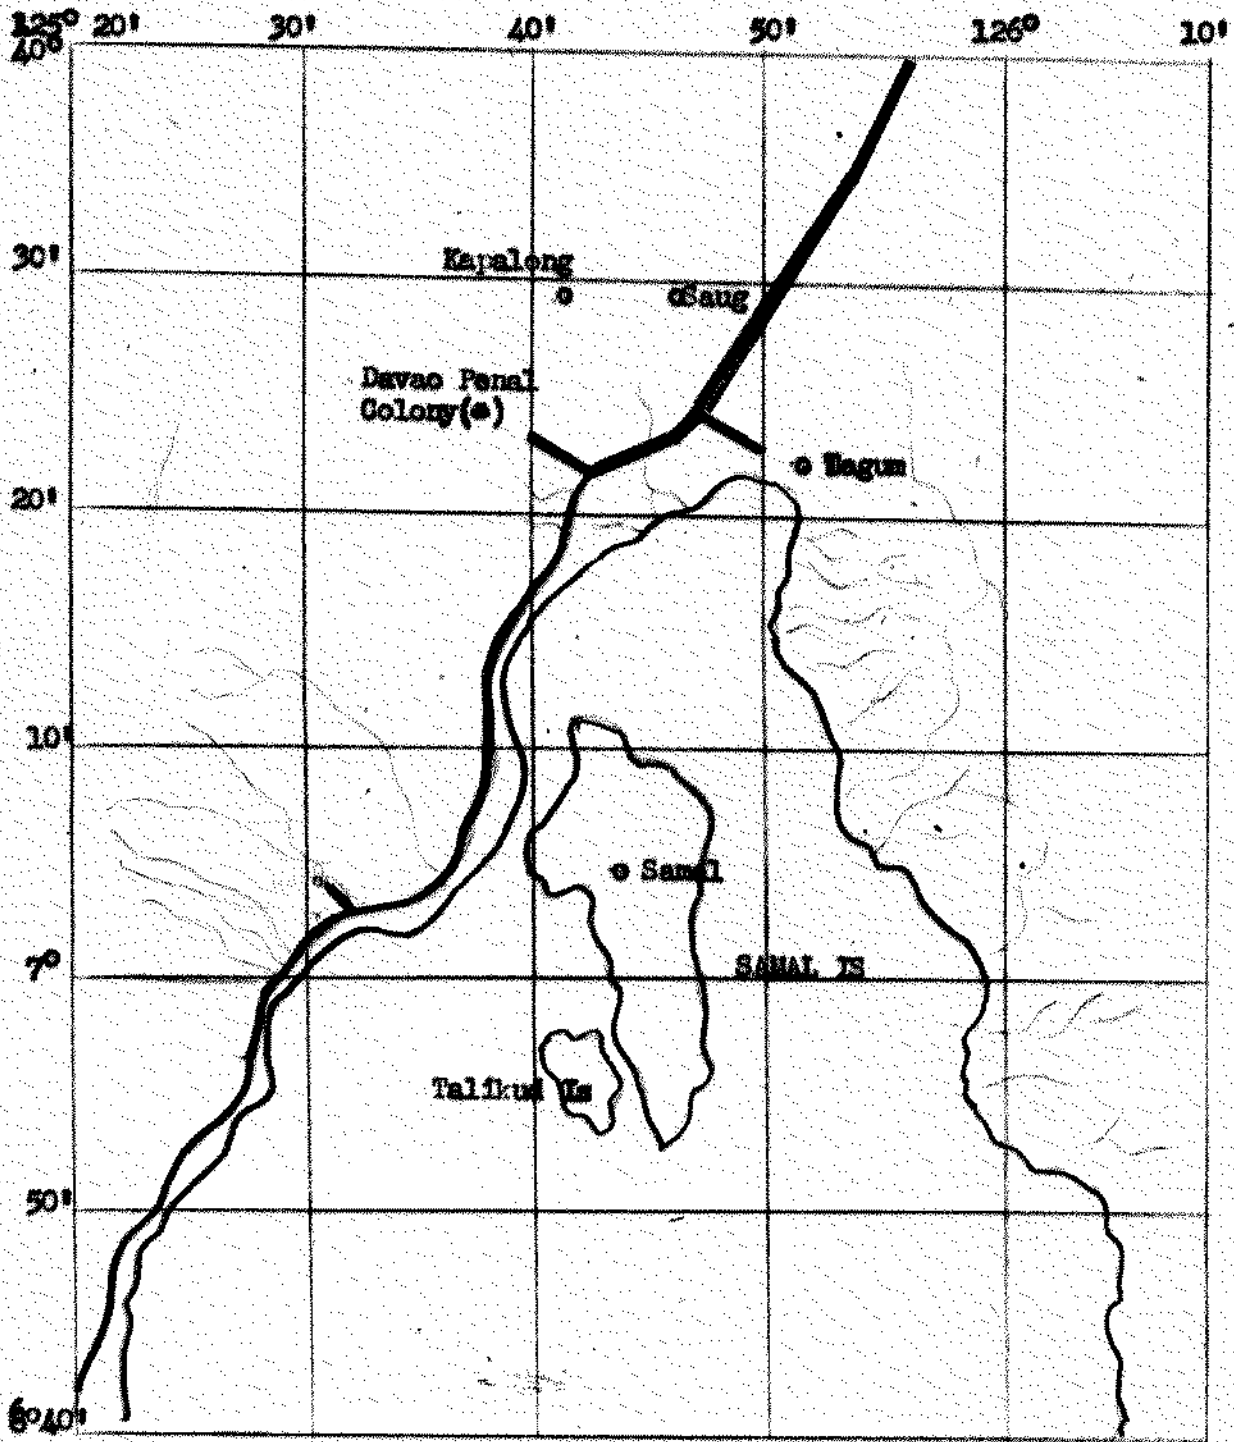 125° 20' 30' 40' 50' 126° 10'
40°
30'
Kapalong
Saug
Davao Penal
Colony(•)
Tagum
20'
10'
Samal
7°
SAMAL IS
Talikud Is
50'
6°40'